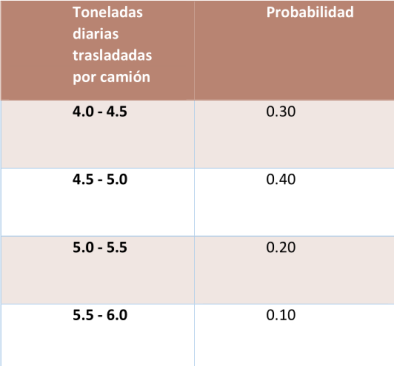 Toneladas
diarias
trasladadas
por camión
Probabilidad
4.0 - 4.5
0.30
4.5 - 5.0
0.40
5.0 - 5.5
0.20
5.5 - 6.0
0.10